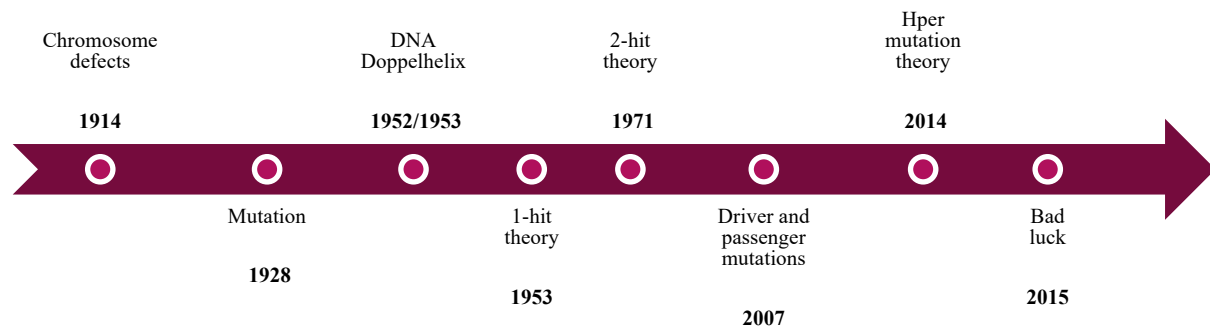 Chromosome
defects
1914
Mutation
1928
DNA
Doppelhelix
1952/1953
1-hit
theory
1953
2-hit
theory
1971
Driver and
passenger
mutations
2007
Hper
mutation
theory
2014
Bad
luck
2015